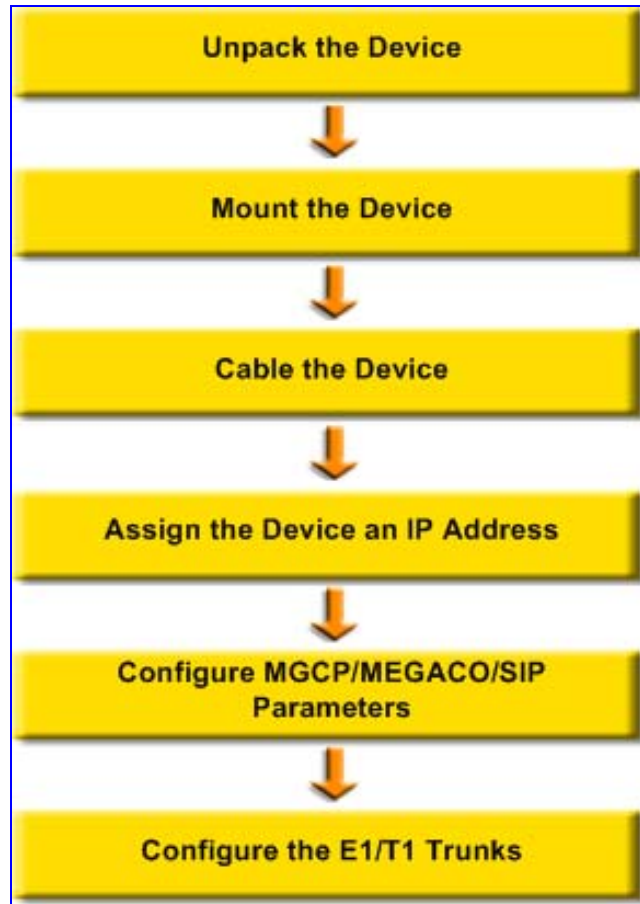 Unpack the Device
Mount the Device
Cable the Device
Assign the Device an IP Address
Configure MGCP/MEGACO/SIP
Parameters
Configure the E1/T1 Trunks